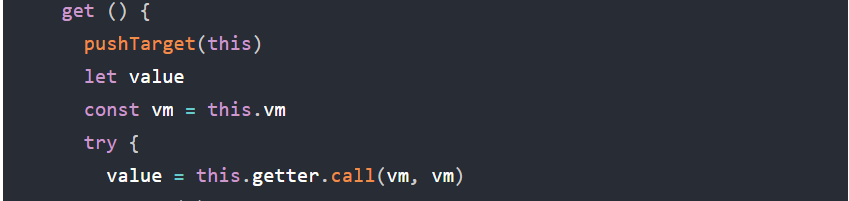 get () {
pushTarget(this)
let value
const vm = this.vm
try {
value = this.getter.call(vm, vm)